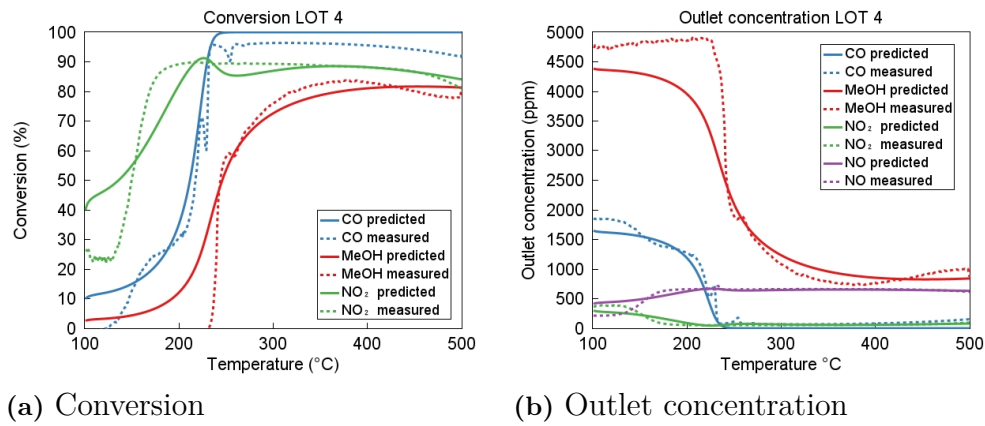 Conversion LOT 4
100
90
80
70
60
50
40
30
20
10
0
Conversion (%)
CO predicted
CO measured
MeOH predicted
MeOH measured
NO₂ predicted
NO₂ measured
100 200 300 400 500
Temperature (°C)
(a) Conversion
Outlet concentration LOT 4
5000
4500
4000
3500
3000
2500
2000
1500
1000
500
0
Outlet concentration (ppm)
CO predicted
CO measured
MeOH predicted
MeOH measured
NO₂ predicted
NO₂ measured
NO predicted
NO measured
100 200 300 400 500
Temperature °C
(b) Outlet concentration